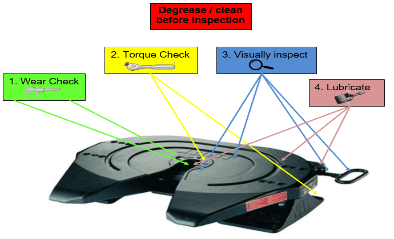 Degrease / clean
before inspection
2. Torque Check
3. Visually inspect
1. Wear Check
4. Lubricate